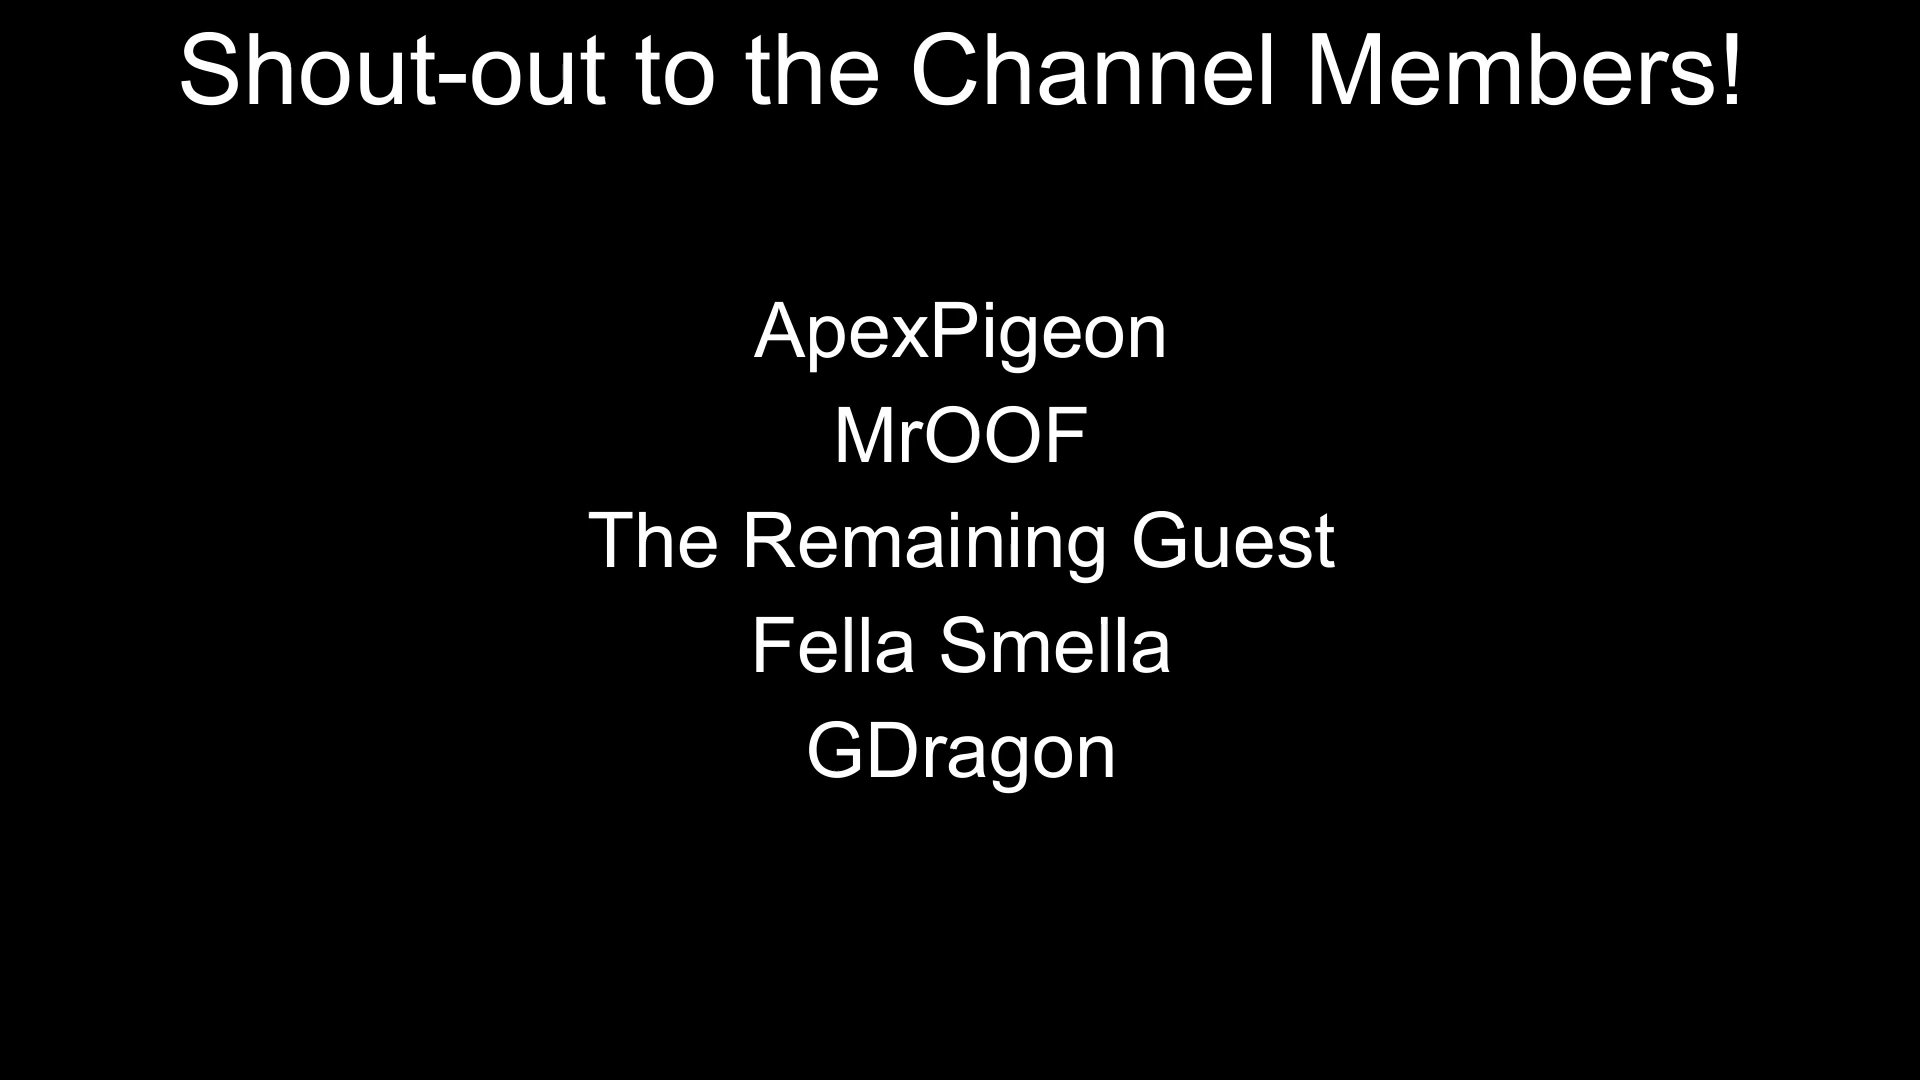 Shout-out to the Channel Members!
ApexPigeon
MrOOF
The Remaining Guest
Fella Smella
GDragon